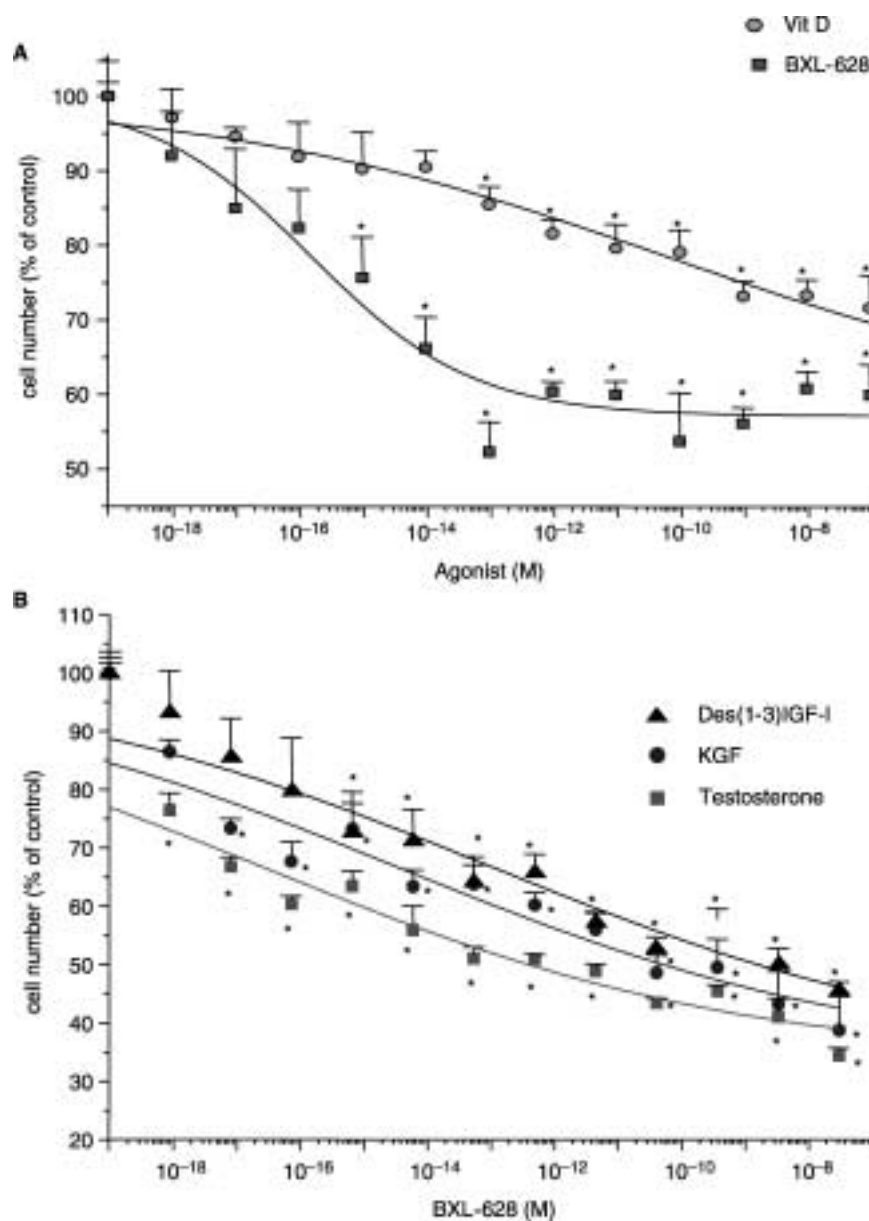 A
Vit D
BXL-628
100
90
80
70
60
50
cell number (% of control)
10⁻¹⁸ 10⁻¹⁶ 10⁻¹⁴ 10⁻¹² 10⁻¹⁰ 10⁻⁸
Agonist (M)
B
110
100
90
80
70
60
50
40
30
20
cell number (% of control)
Des(1-3)IGF-I
KGF
Testosterone
10⁻¹⁸ 10⁻¹⁶ 10⁻¹⁴ 10⁻¹² 10⁻¹⁰ 10⁻⁸
BXL-628 (M)